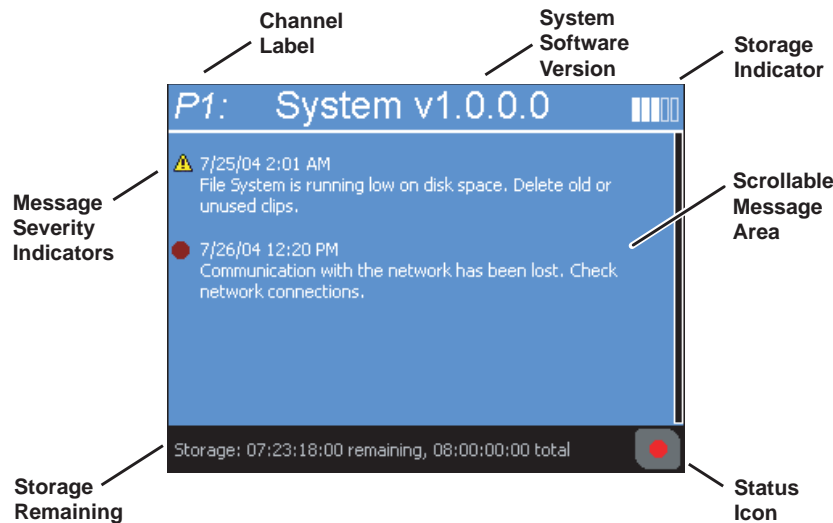 Channel
Label
System
Software
Version
Storage
Indicator
P1: System v1.0.0.0
7/25/04 2:01 AM
File System is running low on disk space. Delete old or
unused clips.
Message
Severity
Indicators
Scrollable
Message
Area
7/26/04 12:20 PM
Communication with the network has been lost. Check
network connections.
Storage: 07:23:18:00 remaining, 08:00:00:00 total
Storage
Remaining
Status
Icon